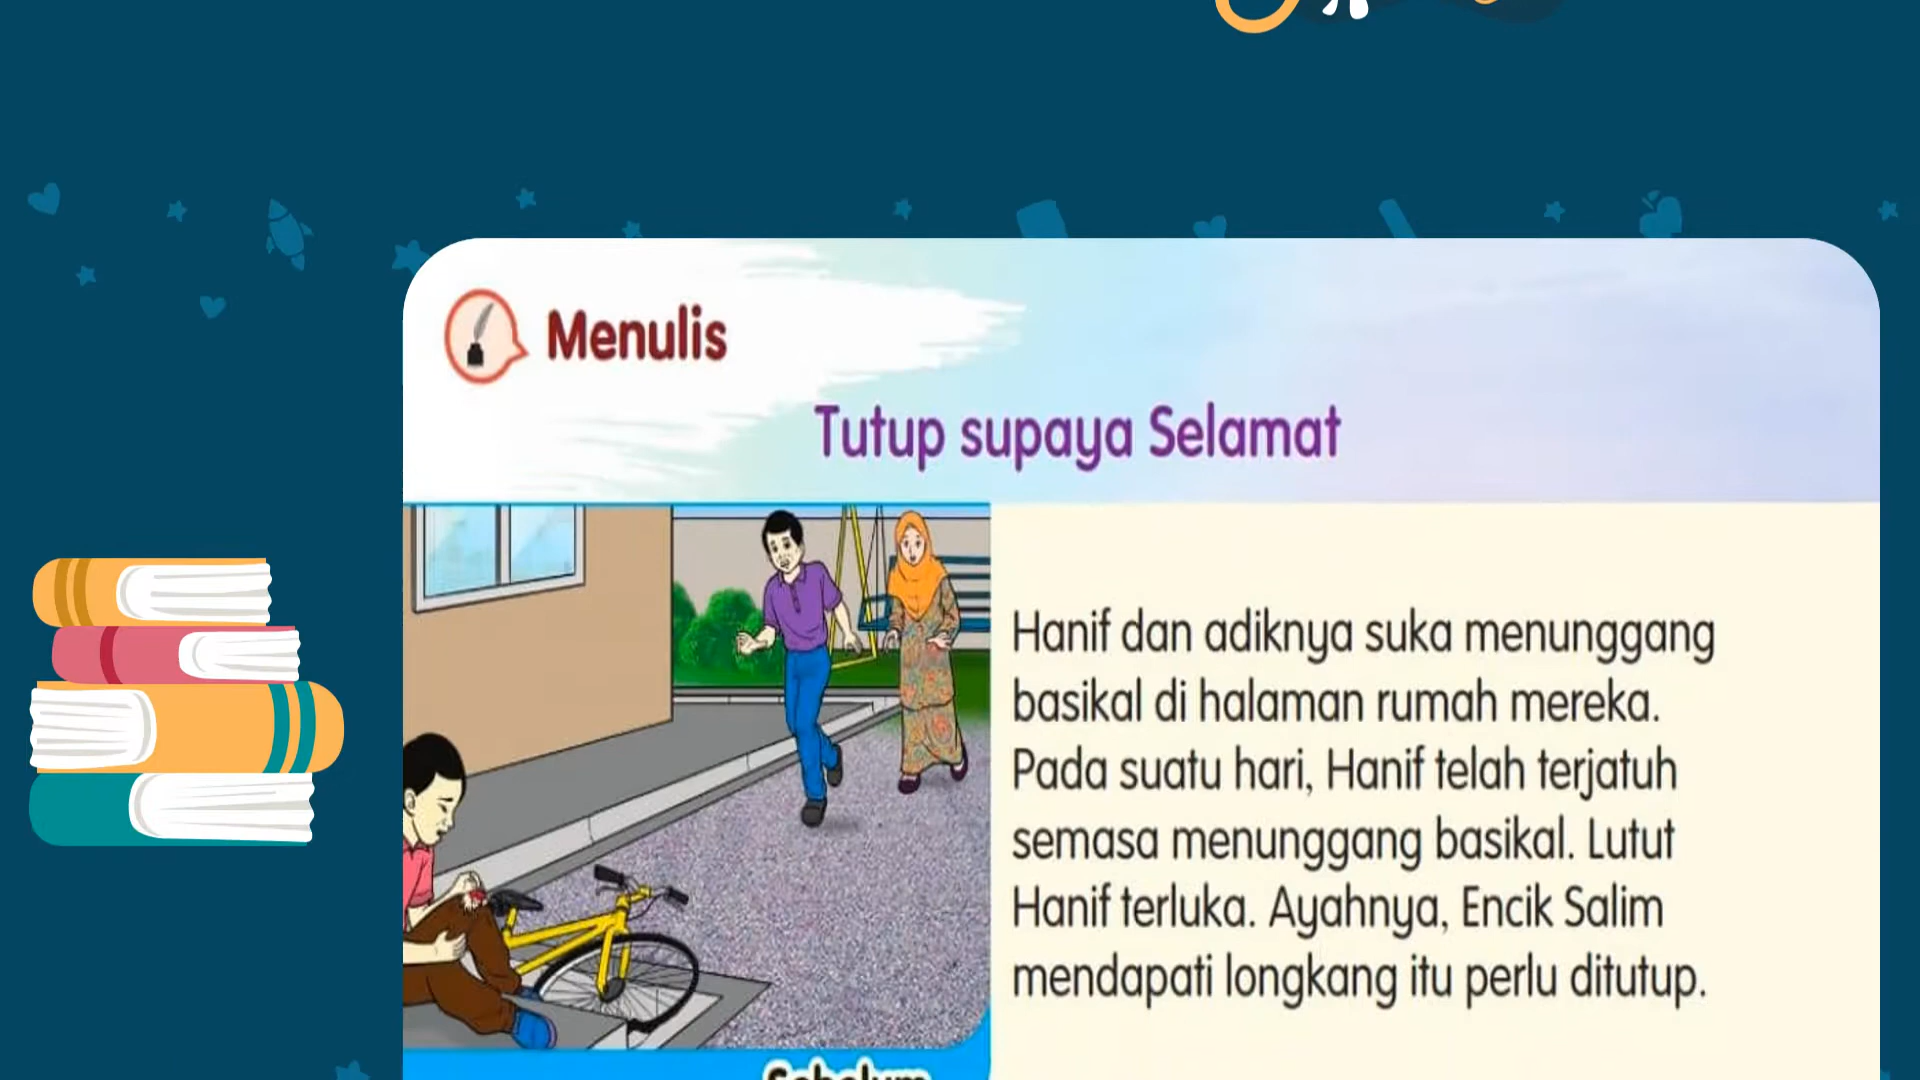 Menulis
Tutup supaya Selamat
Hanif dan adiknya suka menunggang
basikal di halaman rumah mereka.
Pada suatu hari, Hanif telah terjatuh
semasa menunggang basikal. Lutut
Hanif terluka. Ayahnya, Encik Salim
mendapati longkang itu perlu ditutup.
Sebelum